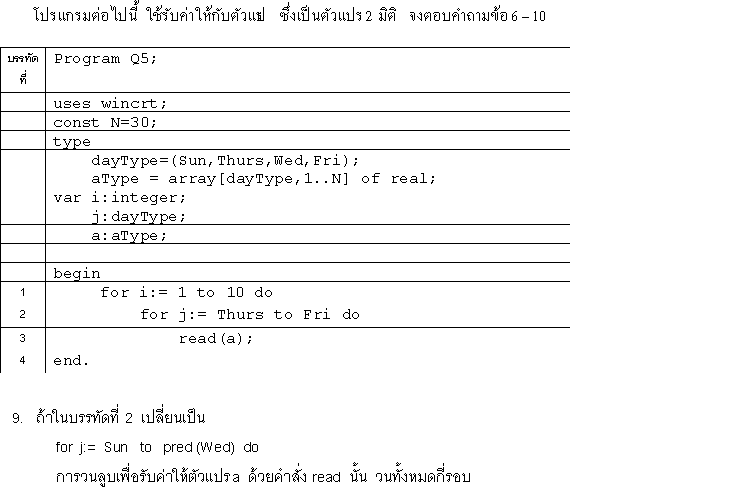 โปรแกรมต่อไปนี้ ใช้รับค่าให้กับตัวแปร ซึ่งเป็นตัวแปร 2 มิติ จงตอบคำถามข้อ 6 – 10
บรรทัดที่ Program Q5;
uses wincrt;
const N=30;
type
dayType=(Sun,Thurs,Wed,Fri);
aType = array[dayType,1..N] of real;
var i:integer;
j:dayType;
a:aType;
begin
1 for i:= 1 to 10 do
2 for j:= Thurs to Fri do
3 read(a);
4 end.
9. ถ้าในบรรทัดที่ 2 เปลี่ยนเป็น
for j:= Sun to pred(Wed) do
การวนลูบเพื่อรับค่าให้ตัวแปร a ด้วยคำสั่ง read นั้น วนทั้งหมดกี่รอบ